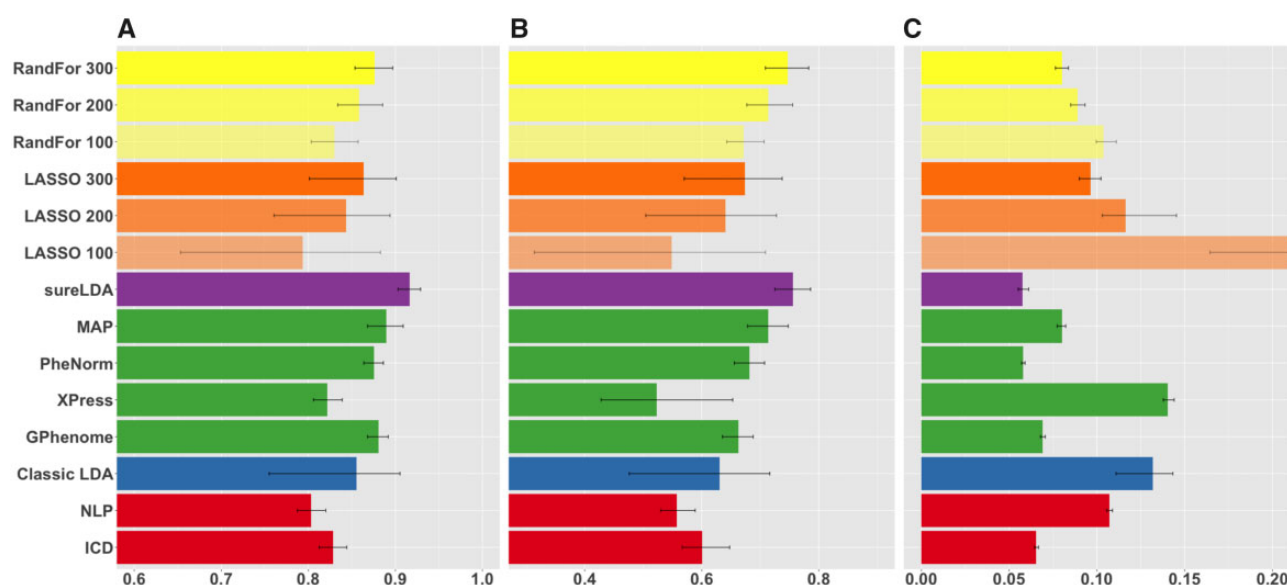 A B C
RandFor 300
RandFor 200
RandFor 100
LASSO 300
LASSO 200
LASSO 100
sureLDA
MAP
PheNorm
XPress
GPhenome
Classic LDA
NLP
ICD
0.6 0.7 0.8 0.9 1.0 0.4 0.6 0.8 0.00 0.05 0.10 0.15 0.20